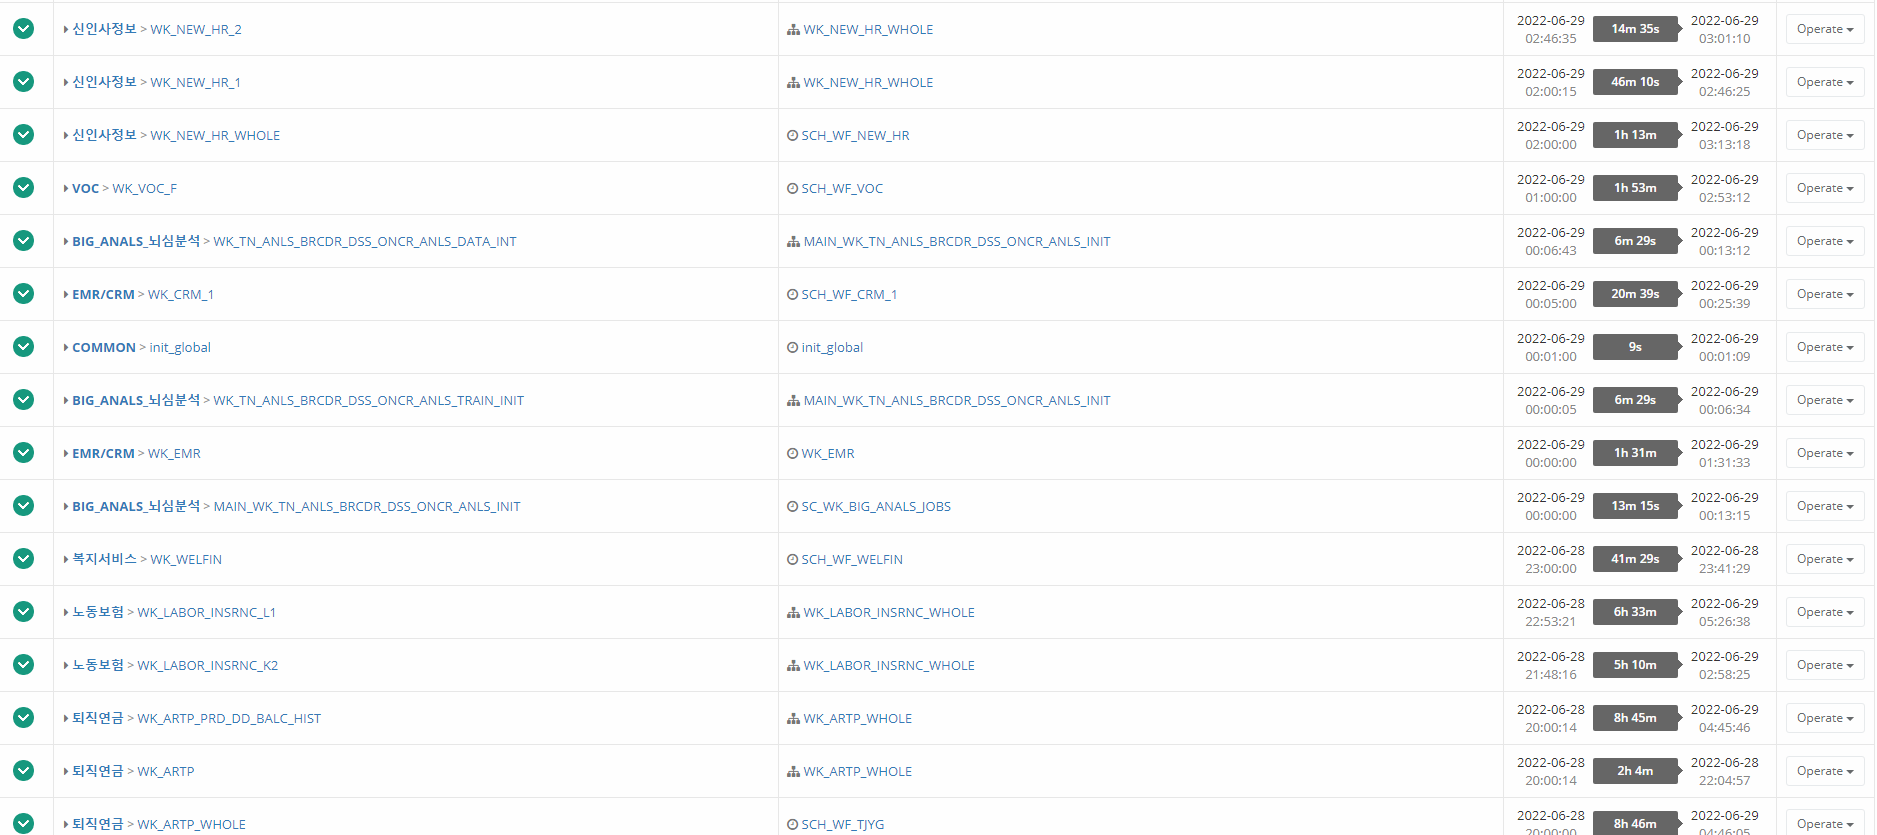 신인사정보 > WK_NEW_HR_2 WK_NEW_HR_WHOLE 2022-06-29 02:46:35 14m 35s 2022-06-29 03:01:10 Operate
신인사정보 > WK_NEW_HR_1 WK_NEW_HR_WHOLE 2022-06-29 02:00:15 46m 10s 2022-06-29 02:46:25 Operate
신인사정보 > WK_NEW_HR_WHOLE SCH_WF_NEW_HR 2022-06-29 02:00:00 1h 13m 2022-06-29 03:13:18 Operate
VOC > WK_VOC_F SCH_WF_VOC 2022-06-29 01:00:00 1h 53m 2022-06-29 02:53:12 Operate
BIG_ANALS_뇌심분석 > WK_TN_ANLS_BRCDR_DSS_ONCR_ANLS_DATA_INT MAIN_WK_TN_ANLS_BRCDR_DSS_ONCR_ANLS_INIT 2022-06-29 00:06:43 6m 29s 2022-06-29 00:13:12 Operate
EMR/CRM > WK_CRM_1 SCH_WF_CRM_1 2022-06-29 00:05:00 20m 39s 2022-06-29 00:25:39 Operate
COMMON > init_global init_global 2022-06-29 00:01:00 9s 2022-06-29 00:01:09 Operate
BIG_ANALS_뇌심분석 > WK_TN_ANLS_BRCDR_DSS_ONCR_ANLS_TRAIN_INIT MAIN_WK_TN_ANLS_BRCDR_DSS_ONCR_ANLS_INIT 2022-06-29 00:00:05 6m 29s 2022-06-29 00:06:34 Operate
EMR/CRM > WK_EMR WK_EMR 2022-06-29 00:00:00 1h 31m 2022-06-29 01:31:33 Operate
BIG_ANALS_뇌심분석 > MAIN_WK_TN_ANLS_BRCDR_DSS_ONCR_ANLS_INIT SC_WK_BIG_ANALS_JOBS 2022-06-29 00:00:00 13m 15s 2022-06-29 00:13:15 Operate
복지서비스 > WK_WELFIN SCH_WF_WELFIN 2022-06-28 23:00:00 41m 29s 2022-06-28 23:41:29 Operate
노동보험 > WK_LABOR_INSRNC_L1 WK_LABOR_INSRNC_WHOLE 2022-06-28 22:53:21 6h 33m 2022-06-29 05:26:38 Operate
노동보험 > WK_LABOR_INSRNC_K2 WK_LABOR_INSRNC_WHOLE 2022-06-28 21:48:16 5h 10m 2022-06-29 02:58:25 Operate
퇴직연금 > WK_ARTP_PRD_DD_BALC_HIST WK_ARTP_WHOLE 2022-06-28 20:00:14 8h 45m 2022-06-29 04:45:46 Operate
퇴직연금 > WK_ARTP WK_ARTP_WHOLE 2022-06-28 20:00:14 2h 4m 2022-06-28 22:04:57 Operate
퇴직연금 > WK_ARTP_WHOLE SCH_WF_TJYG 2022-06-28 20:00:00 8h 46m 2022-06-29 04:46:05 Operate